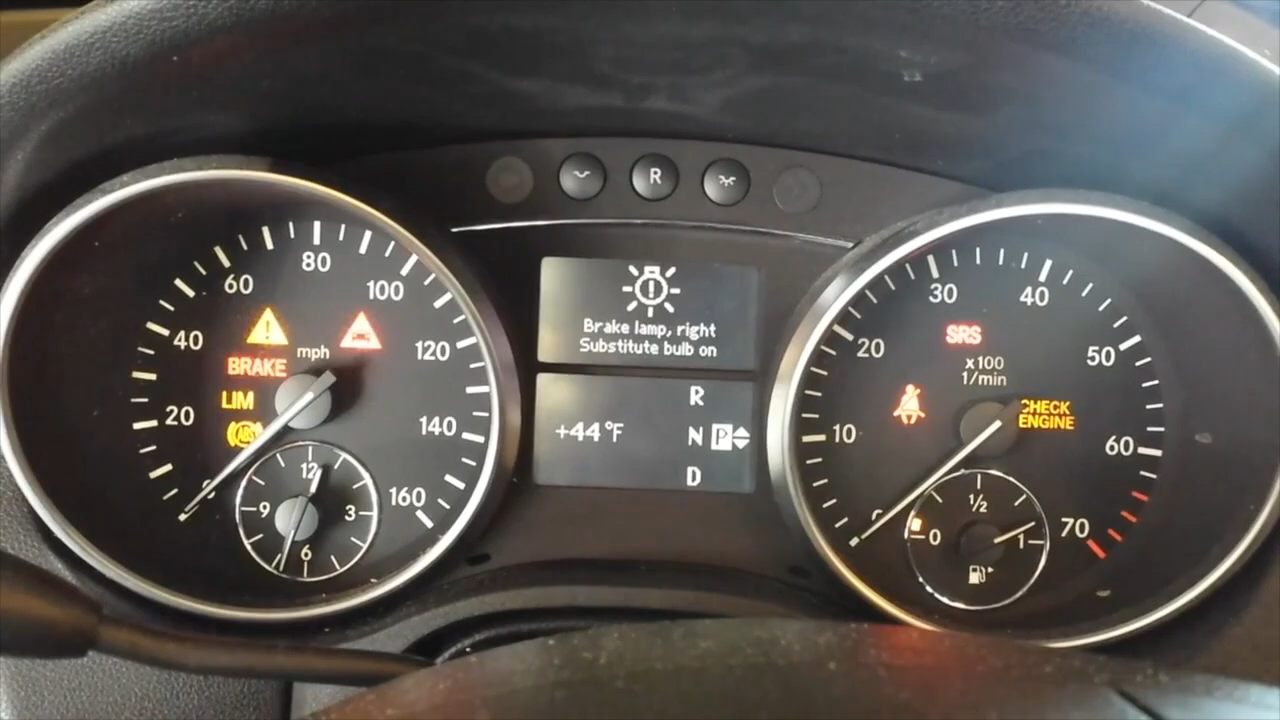 R
80
60
100
40
mph
120
BRAKE
LIM
20
140
ABS
160
12
9
3
6
Brake lamp, right
Substitute bulb on
+44°F
R
N P
D
30
40
SRS
20
50
x100
1/min
CHECK
ENGINE
10
60
1/2
70
0
1